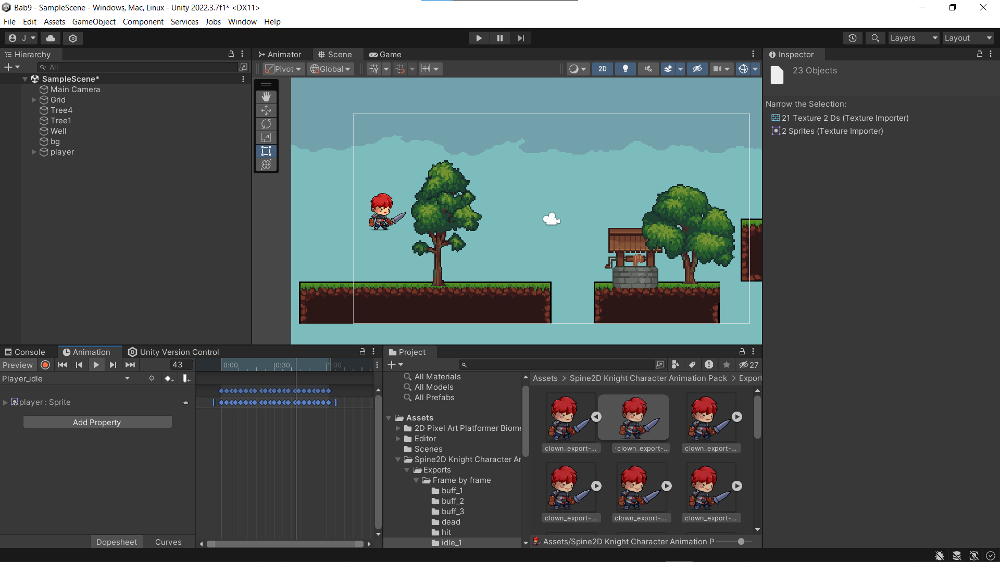 Bab9 - SampleScene - Windows, Mac, Linux - Unity 2022.3.7f1* <DX11>
File Edit Assets GameObject Component Services Jobs Window Help
J
Layers
Layout
Hierarchy
All
SampleScene*
Main Camera
Grid
Tree4
Tree1
Well
bg
player
Animator
Scene
Game
Pivot
Global
2D
Inspector
23 Objects
Narrow the Selection:
21 Texture 2 Ds (Texture Importer)
2 Sprites (Texture Importer)
Console
Animation
Unity Version Control
Preview
43
0:00
0:30
1:00
Player_idle
player : Sprite
Add Property
Dopesheet
Curves
Project
27
All Materials
All Models
All Prefabs
Assets
2D Pixel Art Platformer Biome
Editor
Scenes
Spine2D Knight Character Ar
Exports
Frame by frame
buff_1
buff_2
buff_3
dead
hit
idle_1
Assets > Spine2D Knight Character Animation Pack > Export
clown_export-...
clown_export-...
clown_export-...
clown_export-...
clown_export-...
clown_export-...
Assets/Spine2D Knight Character Animation P